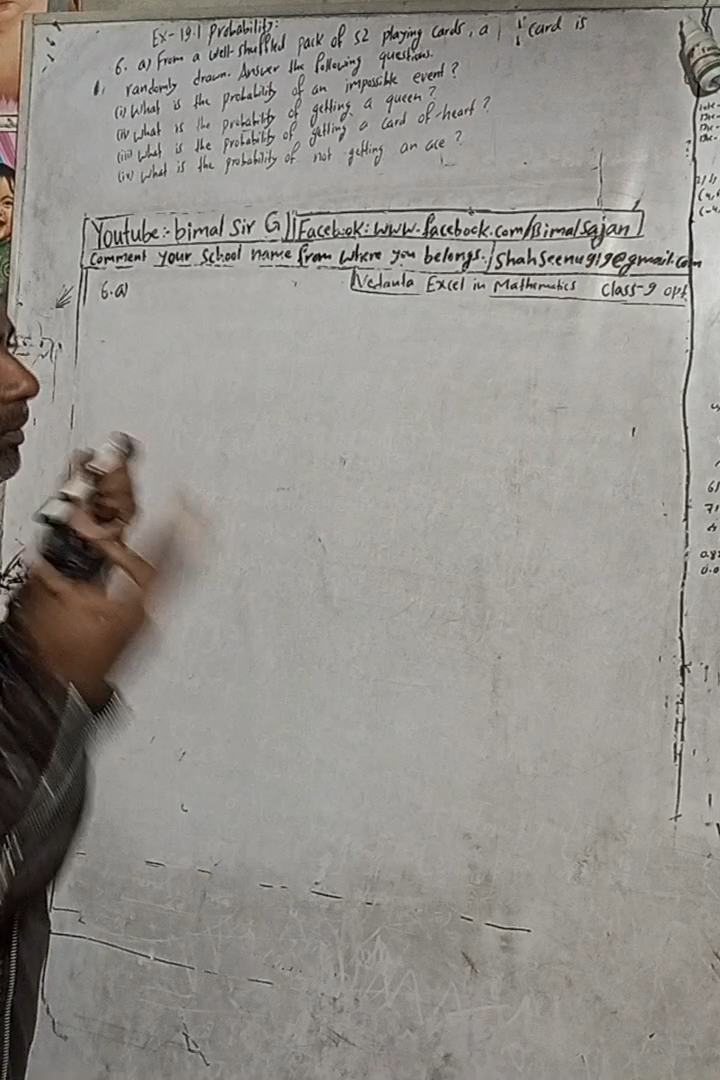 Ex-19.1 Probability:
6. a) From a well-shuffled pack of 52 playing cards, a card is
randomly drawn. Answer the following questions.
(i) What is the probability of an impossible event?
(ii) What is the probability of getting a queen?
(iii) What is the probability of getting a card of heart?
(iv) What is the probability of not getting an ace?
Youtube:- bimal Sir G || Facebook: www.facebook.com/Bimalsajan
Comment your School name from where you belongs. / Shahseenu919@gmail.com
6.a)
Vedanta Excel in Mathematics Class-9 opt